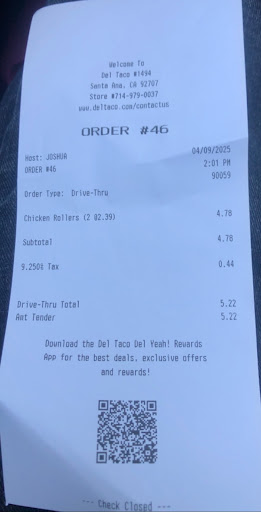 Welcome To
Del Taco #1494
Santa Ana, CA 92707
Store #714-979-0037
www.deltaco.com/contactus
ORDER #46
Host: JOSHUA 04/09/2025
ORDER #46 2:01 PM
90059
Order Type: Drive-Thru
Chicken Rollers (2 @2.39) 4.78
Subtotal 4.78
9.250% Tax 0.44
Drive-Thru Total 5.22
Amt Tender 5.22
Download the Del Taco Del Yeah! Rewards
App for the best deals, exclusive offers
and rewards!
--- Check Closed ---